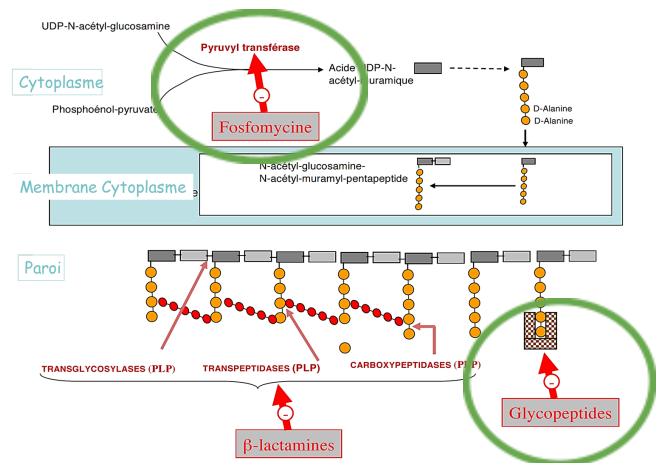 UDP-N-acétyl-glucosamine
Pyruvyl transférase
Cytoplasme
Acide UDP-N-
acétyl-muramique
Phosphoénol-pyruvate
-
Fosfomycine
D-Alanine
D-Alanine
Membrane Cytoplasme
N-acétyl-glucosamine-
N-acétyl-muramyl-pentapeptide
Paroi
TRANSGLYCOSYLASES (PLP)
TRANSPEPTIDASES (PLP)
CARBOXYPEPTIDASES (PLP)
-
Glycopeptides
-
β-lactamines